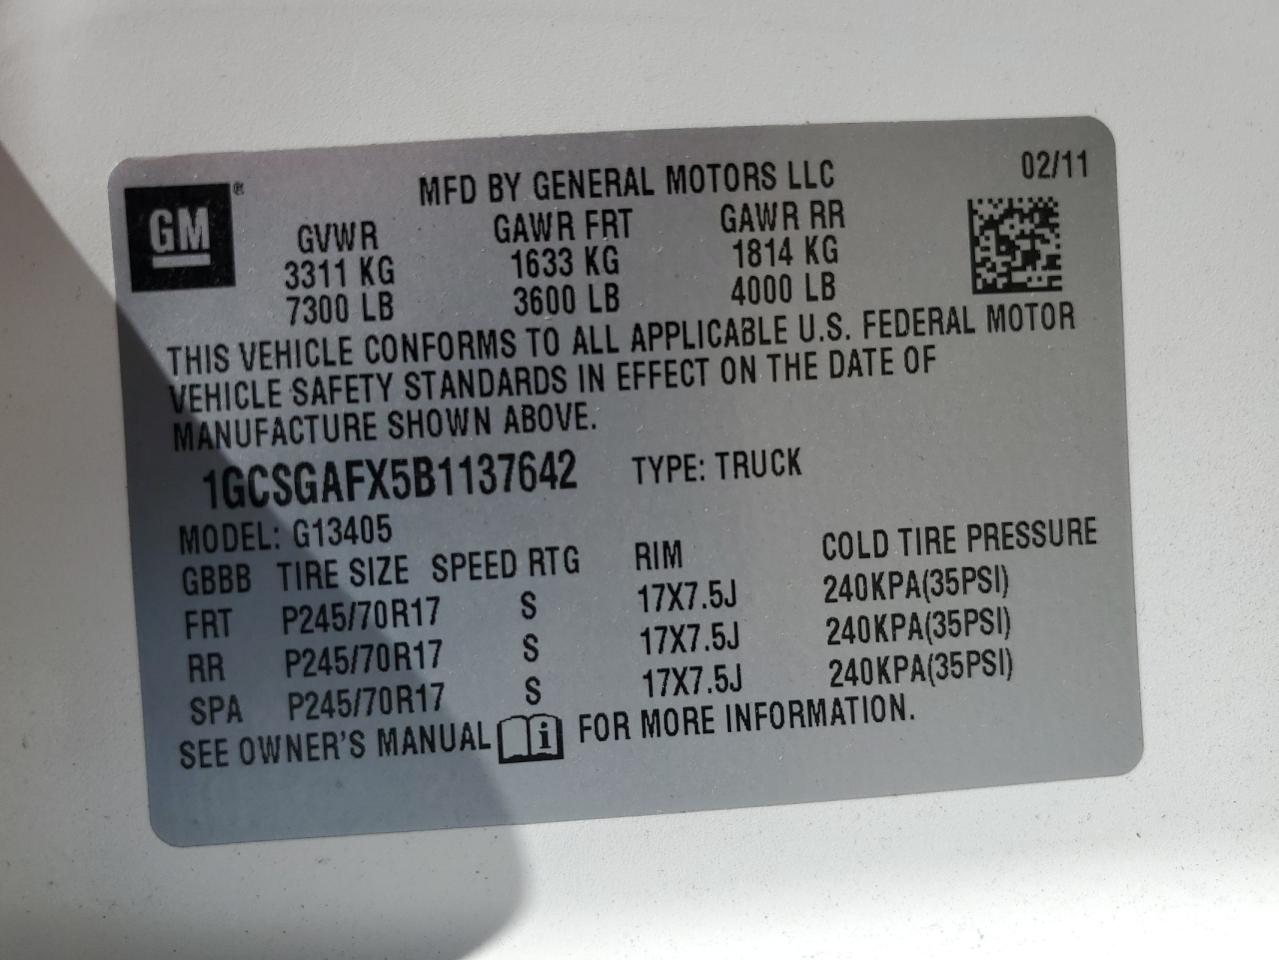 GM ®
MFD BY GENERAL MOTORS LLC 02/11
GVWR GAWR FRT GAWR RR
3311 KG 1633 KG 1814 KG
7300 LB 3600 LB 4000 LB
THIS VEHICLE CONFORMS TO ALL APPLICABLE U.S. FEDERAL MOTOR
VEHICLE SAFETY STANDARDS IN EFFECT ON THE DATE OF
MANUFACTURE SHOWN ABOVE.
1GCSGAFX5B1137642 TYPE: TRUCK
MODEL: G13405
GBBB TIRE SIZE SPEED RTG RIM COLD TIRE PRESSURE
FRT P245/70R17 S 17X7.5J 240KPA(35PSI)
RR P245/70R17 S 17X7.5J 240KPA(35PSI)
SPA P245/70R17 S 17X7.5J 240KPA(35PSI)
SEE OWNER'S MANUAL i FOR MORE INFORMATION.